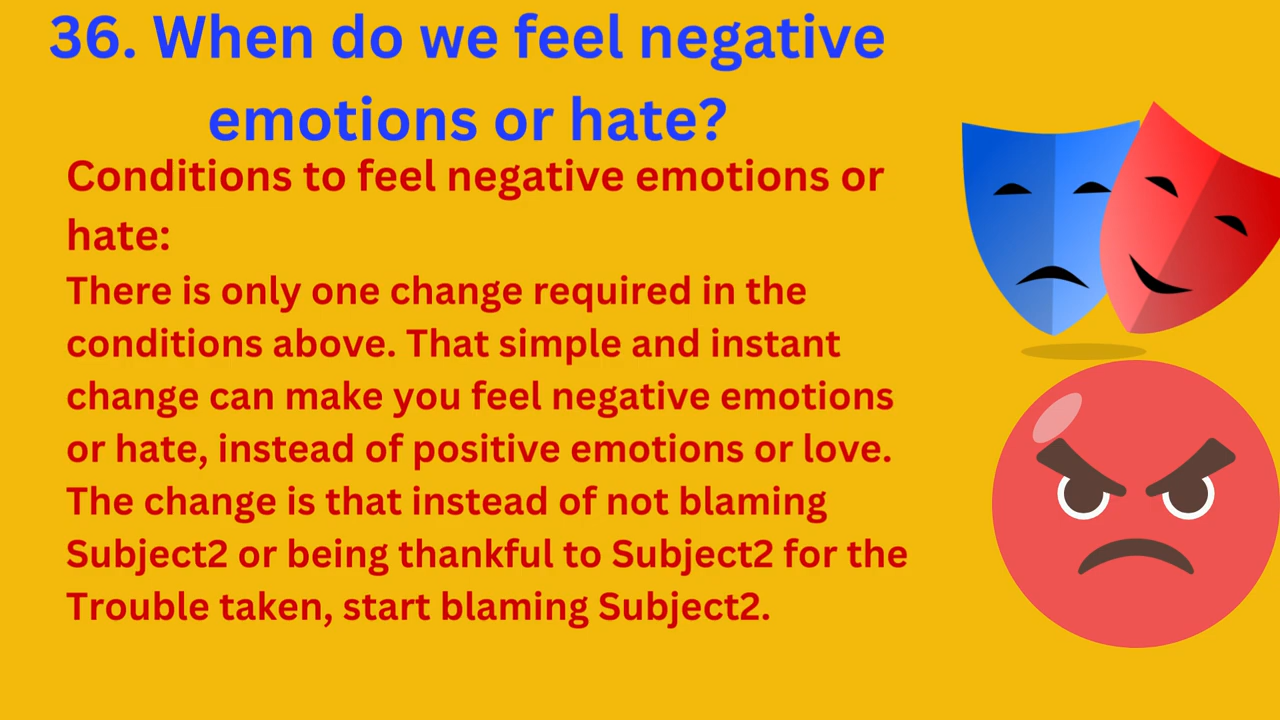 36. When do we feel negative
emotions or hate?
Conditions to feel negative emotions or
hate:
There is only one change required in the
conditions above. That simple and instant
change can make you feel negative emotions
or hate, instead of positive emotions or love.
The change is that instead of not blaming
Subject2 or being thankful to Subject2 for the
Trouble taken, start blaming Subject2.